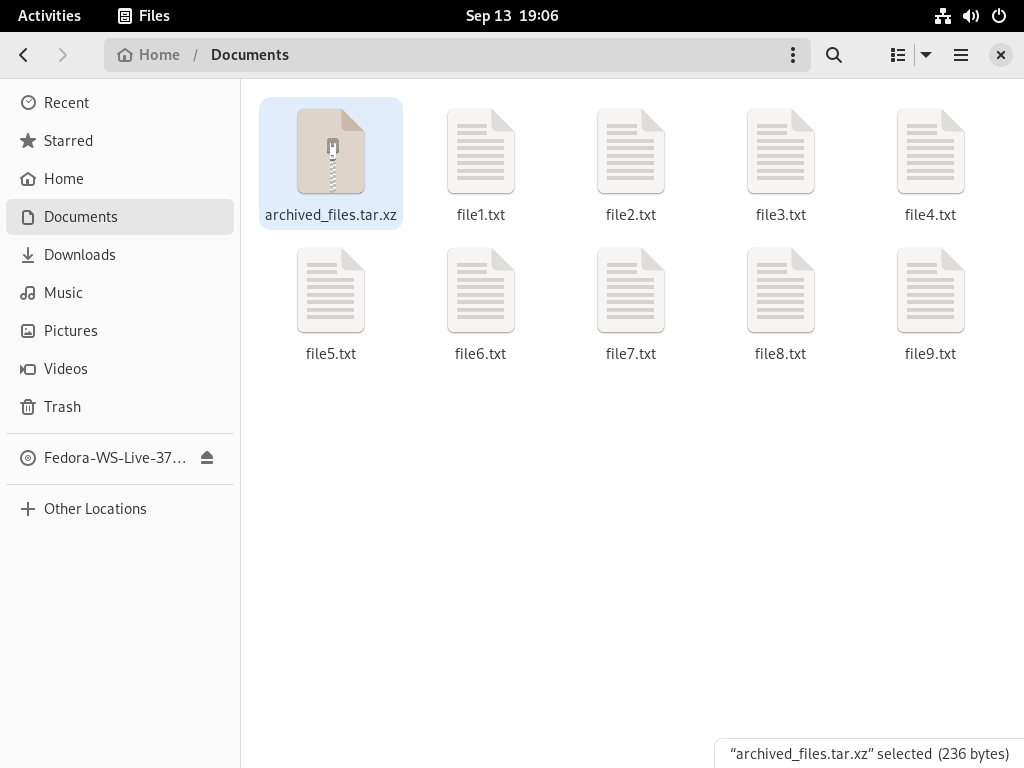 Activities Files Sep 13 19:06
Home / Documents
Recent
Starred
Home
Documents
Downloads
Music
Pictures
Videos
Trash
Fedora-WS-Live-37…
Other Locations
archived_files.tar.xz file1.txt file2.txt file3.txt file4.txt
file5.txt file6.txt file7.txt file8.txt file9.txt
“archived_files.tar.xz” selected (236 bytes)